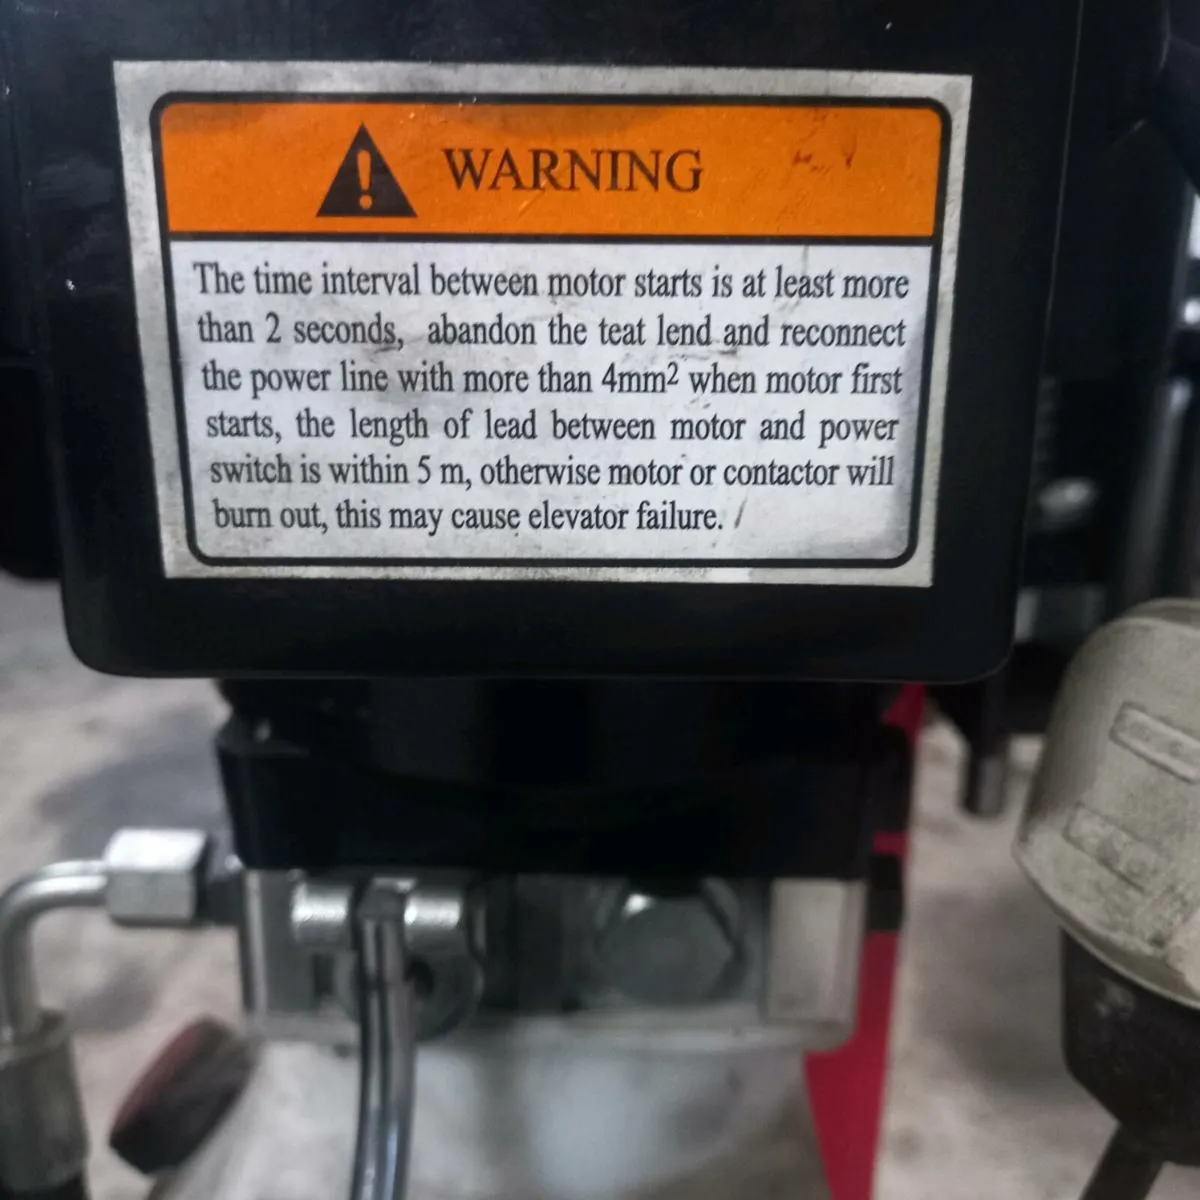 WARNING
The time interval between motor starts is at least more
than 2 seconds, abandon the teat lend and reconnect
the power line with more than 4mm² when motor first
starts, the length of lead between motor and power
switch is within 5 m, otherwise motor or contactor will
burn out, this may cause elevator failure.